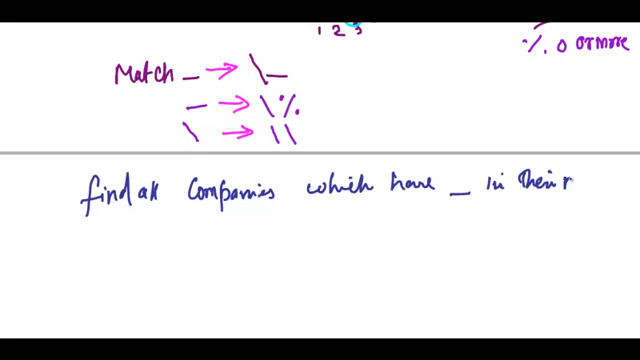 1 2 3
% 0 or more
Match _ → \_
_ → \%
\ → \\
find all Companies which have _ in their n